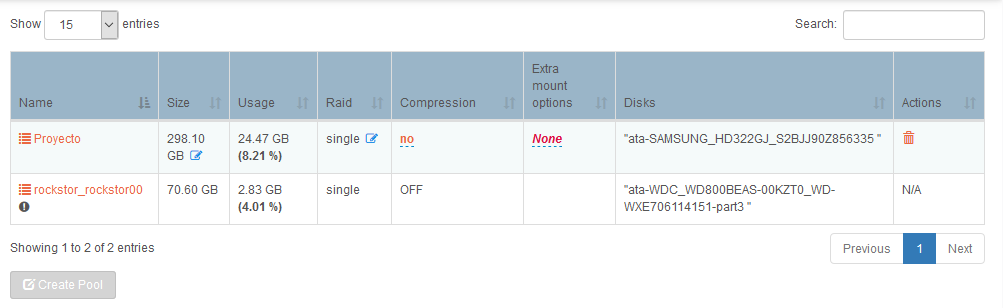 Show 15 entries Search:
Name Size Usage Raid Compression Extra mount options Disks Actions
Proyecto 298.10 GB 24.47 GB (8.21 %) single no None "ata-SAMSUNG_HD322GJ_S2BJJ90Z856335 "
rockstor_rockstor00 70.60 GB 2.83 GB (4.01 %) single OFF "ata-WDC_WD800BEAS-00KZT0_WD-WXE706114151-part3 " N/A
Showing 1 to 2 of 2 entries Previous 1 Next
Create Pool